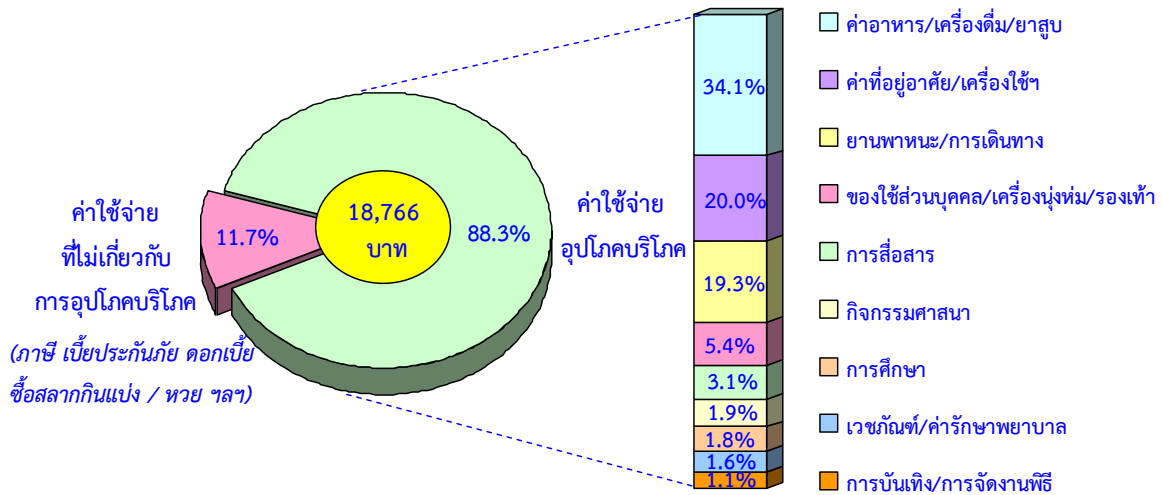 ค่าใช้จ่าย
ที่ไม่เกี่ยวกับ
การอุปโภคบริโภค
(ภาษี เบี้ยประกันภัย ดอกเบี้ย
ซื้อสลากกินแบ่ง / หวย ฯลฯ)
11.7%
18,766
บาท
88.3%
ค่าใช้จ่าย
อุปโภคบริโภค
34.1%
20.0%
19.3%
5.4%
3.1%
1.9%
1.8%
1.6%
1.1%
ค่าอาหาร/เครื่องดื่ม/ยาสูบ
ค่าที่อยู่อาศัย/เครื่องใช้ฯ
ยานพาหนะ/การเดินทาง
ของใช้ส่วนบุคคล/เครื่องนุ่งห่ม/รองเท้า
การสื่อสาร
กิจกรรมศาสนา
การศึกษา
เวชภัณฑ์/ค่ารักษาพยาบาล
การบันเทิง/การจัดงานพิธี